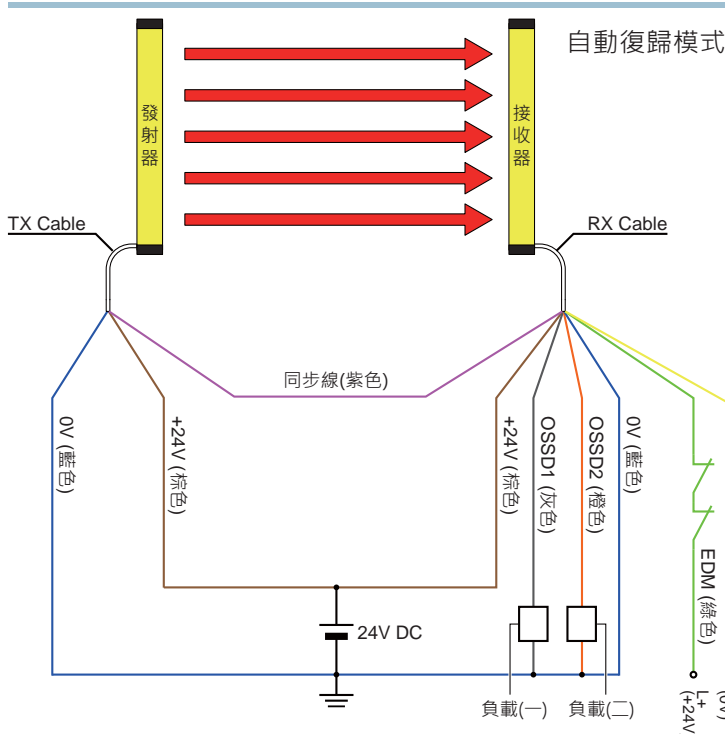 自動復歸模式
發射器
接收器
TX Cable
RX Cable
同步線(紫色)
0V (藍色)
+24V (棕色)
+24V (棕色)
OSSD1 (灰色)
OSSD2 (橙色)
0V (藍色)
EDM (綠色)
24V DC
負載(一)
負載(二)
L+
(+24V